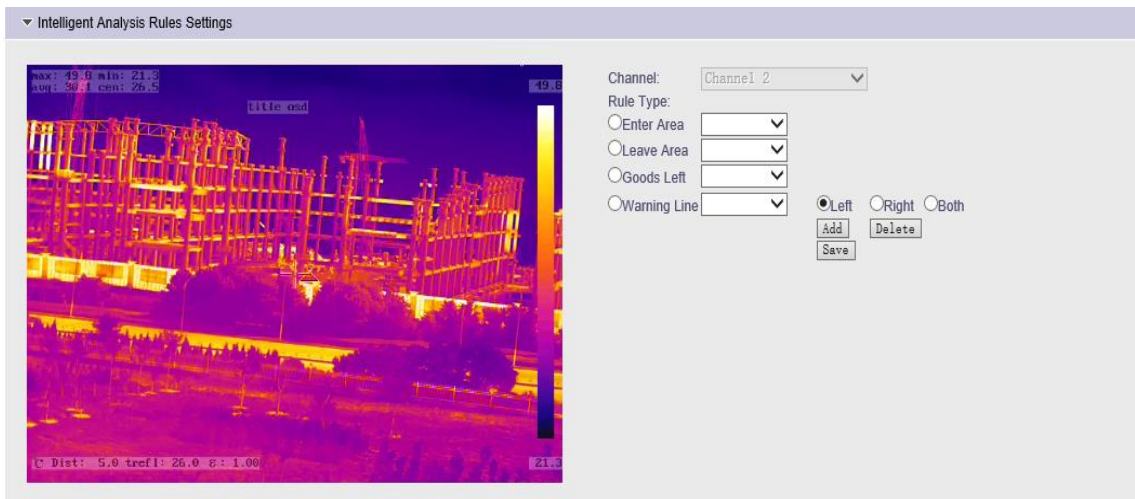 Intelligent Analysis Rules Settings
max: 49.8 min: 21.3
avg: 30.1 cen: 26.5
49.8
title osd
℃ Dist: 5.0 trefl: 26.0 ε: 1.00
21.3
Channel: Channel 2
Rule Type:
Enter Area
Leave Area
Goods Left
Warning Line Left Right Both
Add Delete
Save